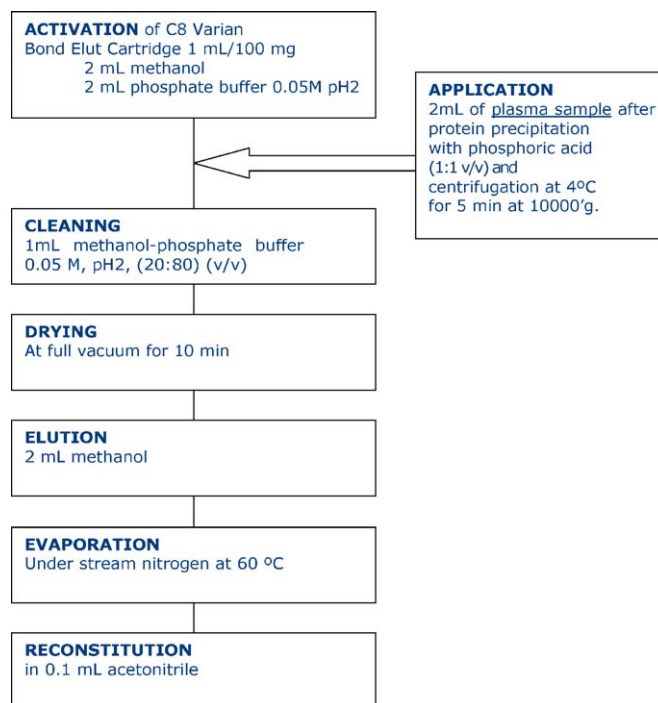 ACTIVATION of C8 Varian
Bond Elut Cartridge 1 mL/100 mg
2 mL methanol
2 mL phosphate buffer 0.05M pH2
APPLICATION
2mL of plasma sample after
protein precipitation
with phosphoric acid
(1:1 v/v) and
centrifugation at 4ºC
for 5 min at 10000'g.
CLEANING
1mL methanol-phosphate buffer
0.05 M, pH2, (20:80) (v/v)
DRYING
At full vacuum for 10 min
ELUTION
2 mL methanol
EVAPORATION
Under stream nitrogen at 60 ºC
RECONSTITUTION
in 0.1 mL acetonitrile